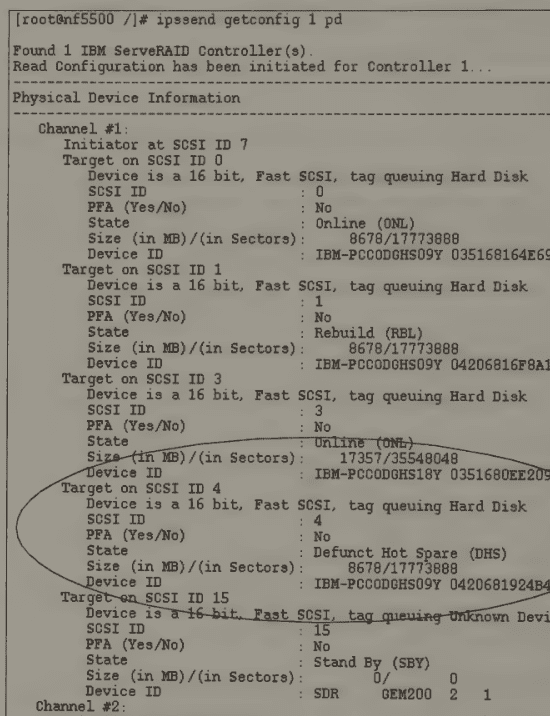 [root@nf5500 /]# ipssend getconfig 1 pd
Found 1 IBM ServeRAID Controller(s).
Read Configuration has been initiated for Controller 1...
Physical Device Information
Channel #1:
Initiator at SCSI ID 7
Target on SCSI ID 0
Device is a 16 bit, Fast SCSI, tag queuing Hard Disk
SCSI ID : 0
PFA (Yes/No) : No
State : Online (ONL)
Size (in MB)/(in Sectors): 8678/17773888
Device ID : IBM-PCCODGHS09Y 035168164E69
Target on SCSI ID 1
Device is a 16 bit, Fast SCSI, tag queuing Hard Disk
SCSI ID : 1
PFA (Yes/No) : No
State : Rebuild (RBL)
Size (in MB)/(in Sectors): 8678/17773888
Device ID : IBM-PCCODGHS09Y 04206816F8A1
Target on SCSI ID 3
Device is a 16 bit, Fast SCSI, tag queuing Hard Disk
SCSI ID : 3
PFA (Yes/No) : No
State : Online (ONL)
Size (in MB)/(in Sectors): 17357/35548048
Device ID : IBM-PCCODGHS18Y 0351680EE209
Target on SCSI ID 4
Device is a 16 bit, Fast SCSI, tag queuing Hard Disk
SCSI ID : 4
PFA (Yes/No) : No
State : Defunct Hot Spare (DHS)
Size (in MB)/(in Sectors): 8678/17773888
Device ID : IBM-PCCODGHS09Y 0420681924B4
Target on SCSI ID 15
Device is a 16 bit, Fast SCSI, tag queuing Unknown Devi
SCSI ID : 15
PFA (Yes/No) : No
State : Stand By (SBY)
Size (in MB)/(in Sectors): 0/ 0
Device ID : SDR GEM200 2 1
Channel #2: